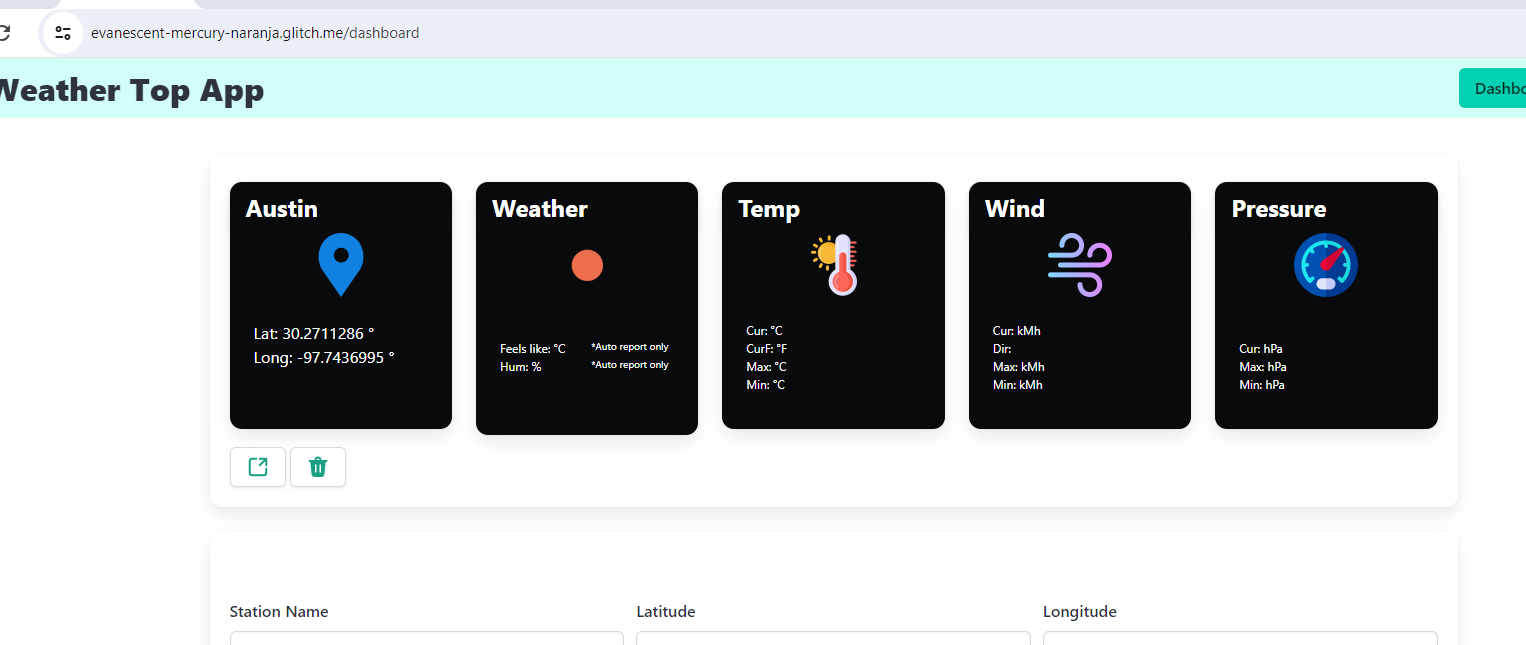 evanescent-mercury-naranja.glitch.me/dashboard
Weather Top App
Austin
Lat: 30.2711286 °
Long: -97.7436995 °
Weather
Feels like: °C *Auto report only
Hum: % *Auto report only
Temp
Cur: °C
CurF: °F
Max: °C
Min: °C
Wind
Cur: kMh
Dir:
Max: kMh
Min: kMh
Pressure
Cur: hPa
Max: hPa
Min: hPa
Station Name Latitude Longitude